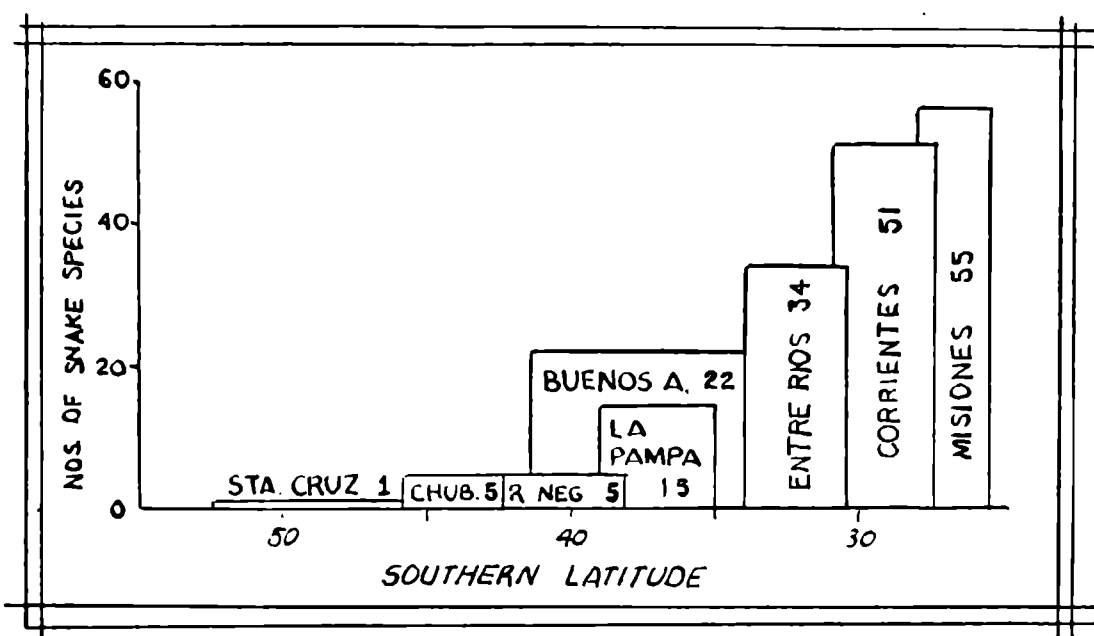 60
40
20
0
NOS OF SNAKE SPECIES
STA. CRUZ 1
CHUB. 5
R NEG 5
BUENOS A. 22
LA
PAMPA
15
ENTRE RIOS 34
CORRIENTES 51
MISIONES 55
50
40
30
SOUTHERN LATITUDE